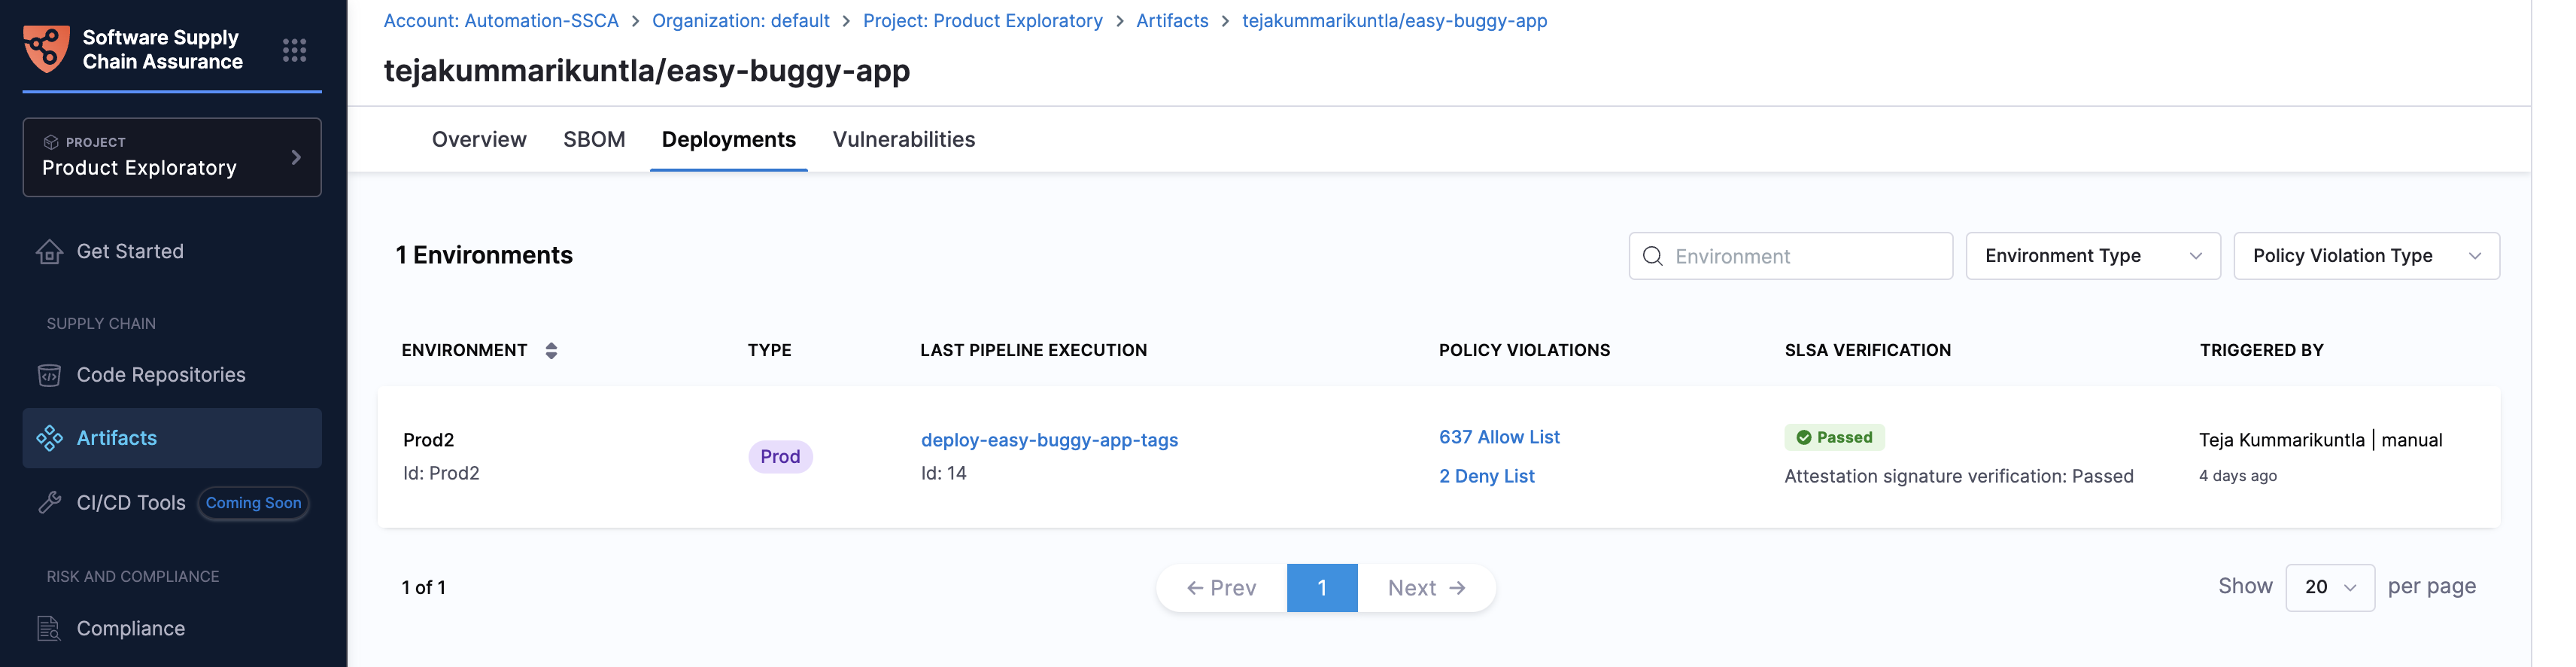 Software Supply
Chain Assurance
PROJECT
Product Exploratory
Get Started
SUPPLY CHAIN
Code Repositories
Artifacts
CI/CD Tools Coming Soon
RISK AND COMPLIANCE
Compliance
Account: Automation-SSCA > Organization: default > Project: Product Exploratory > Artifacts > tejakummarikuntla/easy-buggy-app
tejakummarikuntla/easy-buggy-app
Overview SBOM Deployments Vulnerabilities
1 Environments Environment Environment Type Policy Violation Type
ENVIRONMENT TYPE LAST PIPELINE EXECUTION POLICY VIOLATIONS SLSA VERIFICATION TRIGGERED BY
Prod2
Id: Prod2
Prod
deploy-easy-buggy-app-tags
Id: 14
637 Allow List
2 Deny List
Passed
Attestation signature verification: Passed
Teja Kummarikuntla | manual
4 days ago
1 of 1 ← Prev 1 Next → Show 20 per page